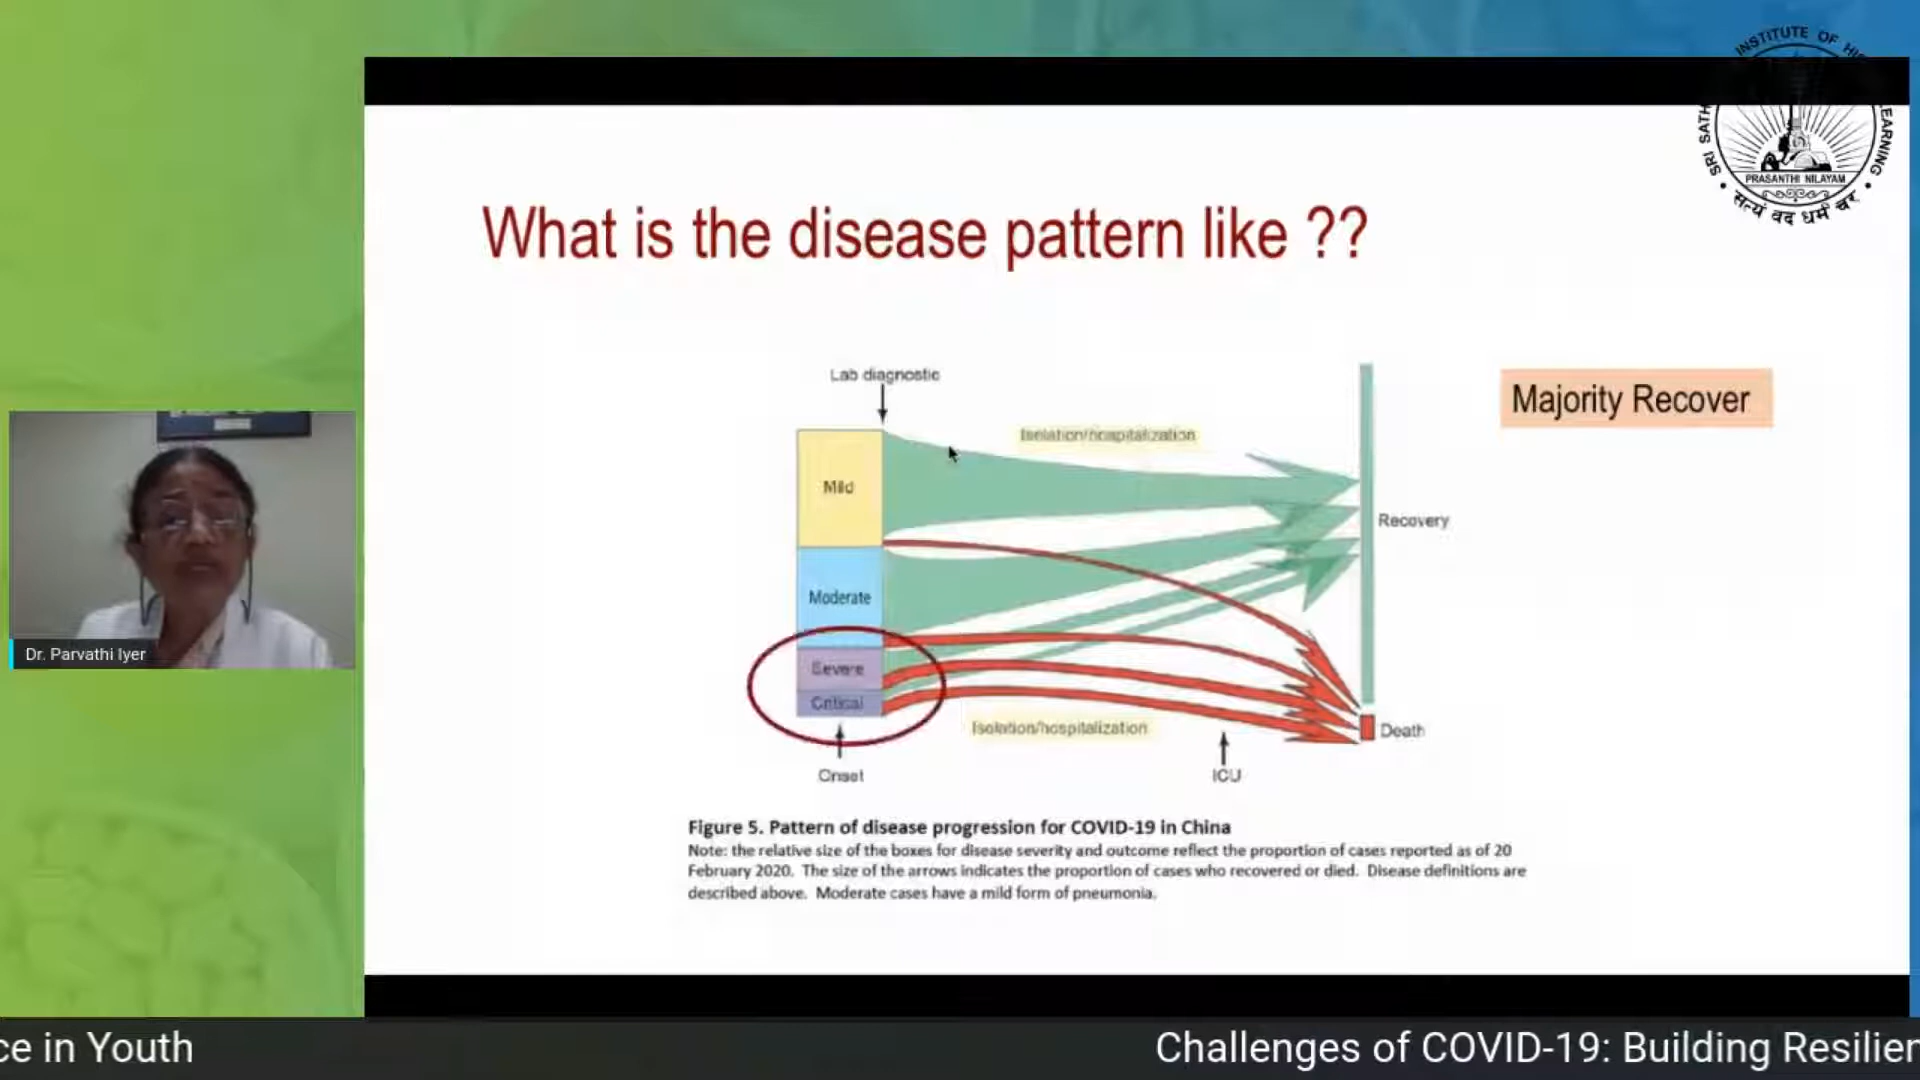 INSTITUTE OF HI
SRI SATH
EARNING
PRASANTHI NILAYAM
सत्यं वद धर्मं चर
What is the disease pattern like ??
Lab diagnostic
Isolation/hospitalization
Majority Recover
Mild
Recovery
Moderate
Severe
Critical
Isolation/hospitalization
Death
Onset
ICU
Figure 5. Pattern of disease progression for COVID-19 in China
Note: the relative size of the boxes for disease severity and outcome reflect the proportion of cases reported as of 20
February 2020. The size of the arrows indicates the proportion of cases who recovered or died. Disease definitions are
described above. Moderate cases have a mild form of pneumonia.
Dr. Parvathi Iyer
ce in Youth
Challenges of COVID-19: Building Resilien